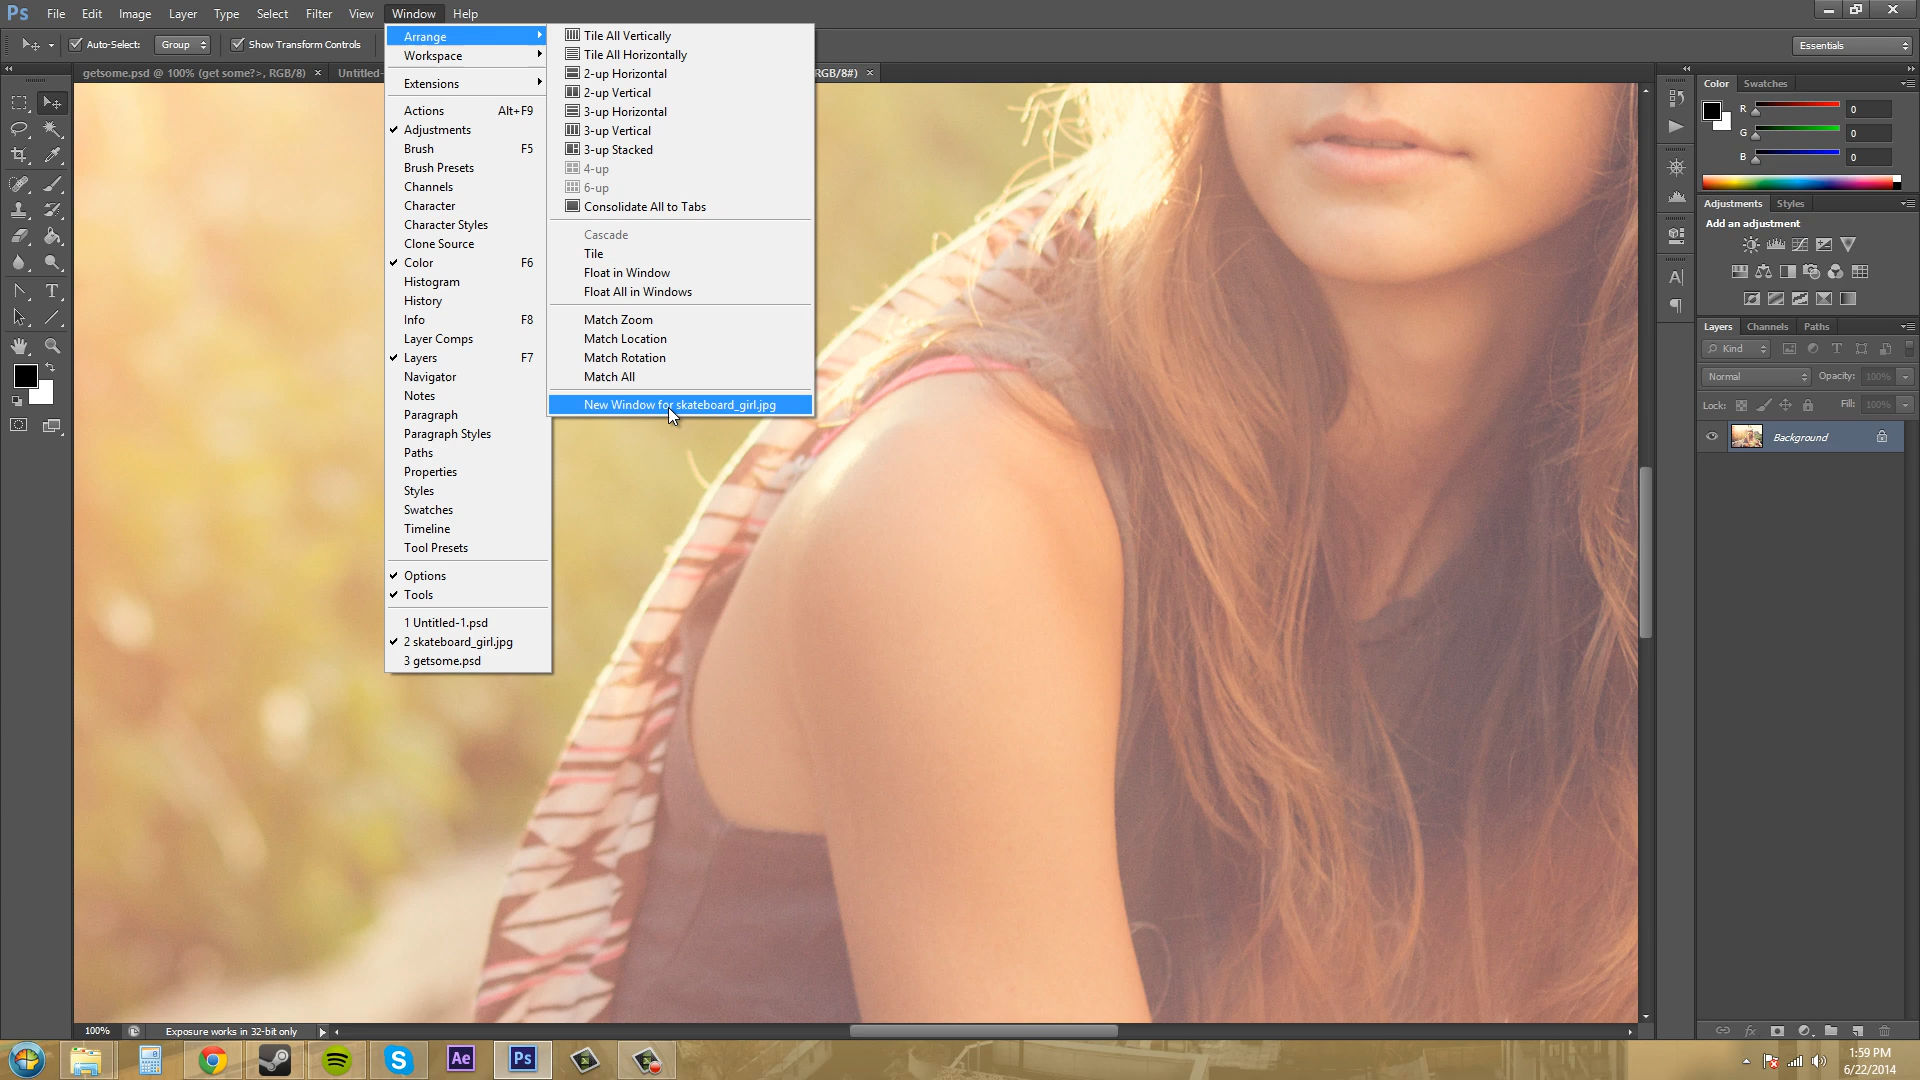 Ps File Edit Image Layer Type Select Filter View Window Help
Auto-Select: Group Show Transform Controls
Essentials
getsome.psd @ 100% (get some?>, RGB/8) × Untitled- RGB/8#) ×
Arrange
Workspace
Extensions
Actions Alt+F9
Adjustments
Brush F5
Brush Presets
Channels
Character
Character Styles
Clone Source
Color F6
Histogram
History
Info F8
Layer Comps
Layers F7
Navigator
Notes
Paragraph
Paragraph Styles
Paths
Properties
Styles
Swatches
Timeline
Tool Presets
Options
Tools
1 Untitled-1.psd
2 skateboard_girl.jpg
3 getsome.psd
Tile All Vertically
Tile All Horizontally
2-up Horizontal
2-up Vertical
3-up Horizontal
3-up Vertical
3-up Stacked
4-up
6-up
Consolidate All to Tabs
Cascade
Tile
Float in Window
Float All in Windows
Match Zoom
Match Location
Match Rotation
Match All
New Window for skateboard_girl.jpg
Color Swatches
R 0
G 0
B 0
Adjustments Styles
Add an adjustment
Layers Channels Paths
Kind
Normal Opacity: 100%
Lock: Fill: 100%
Background
100% Exposure works in 32-bit only
Ae Ps
1:59 PM
6/22/2014